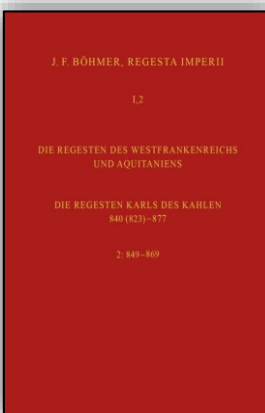 J. F. BÖHMER, REGESTA IMPERII
I,2
DIE REGESTEN DES WESTFRANKENREICHS
UND AQUITANIENS
DIE REGESTEN KARLS DES KAHLEN
840 (823)–877
2: 849–869